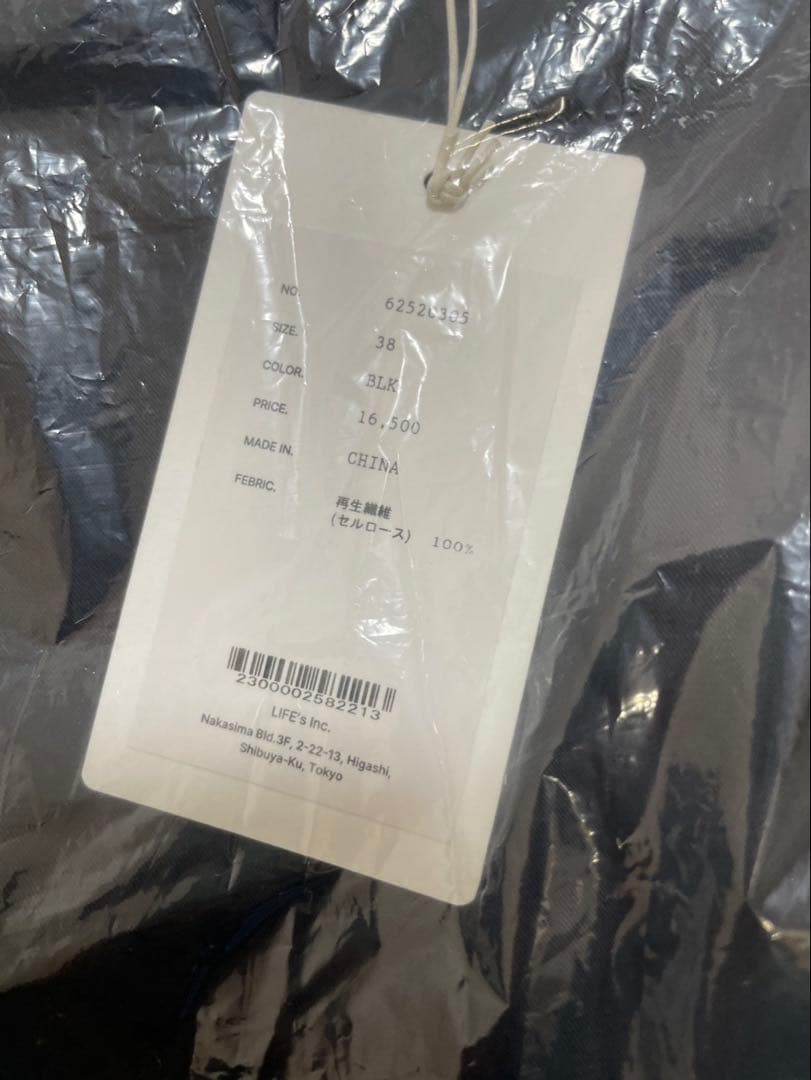 NO. 62520305
SIZE. 38
COLOR. BLK
PRICE. 16,500
MADE IN. CHINA
FEBRIC. 再生繊維
(セルロース) 100%
2300002582213
LIFE's Inc.
Nakasima Bld.3F, 2-22-13, Higashi,
Shibuya-Ku, Tokyo